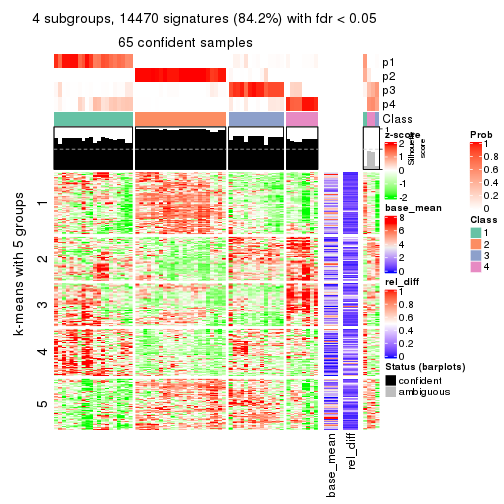 4 subgroups, 14470 signatures (84.2%) with fdr < 0.05
65 confident samples
p1
p2
p3
p4
Class
1
Silhouette
score
k-means with 5 groups
1
2
3
4
5
base_mean
rel_diff
z-score
2
1
0
-1
-2
base_mean
8
6
4
2
0
rel_diff
1
0.8
0.6
0.4
0.2
0
Status (barplots)
confident
ambiguous
Prob
1
0.8
0.6
0.4
0.2
0
Class
1
2
3
4